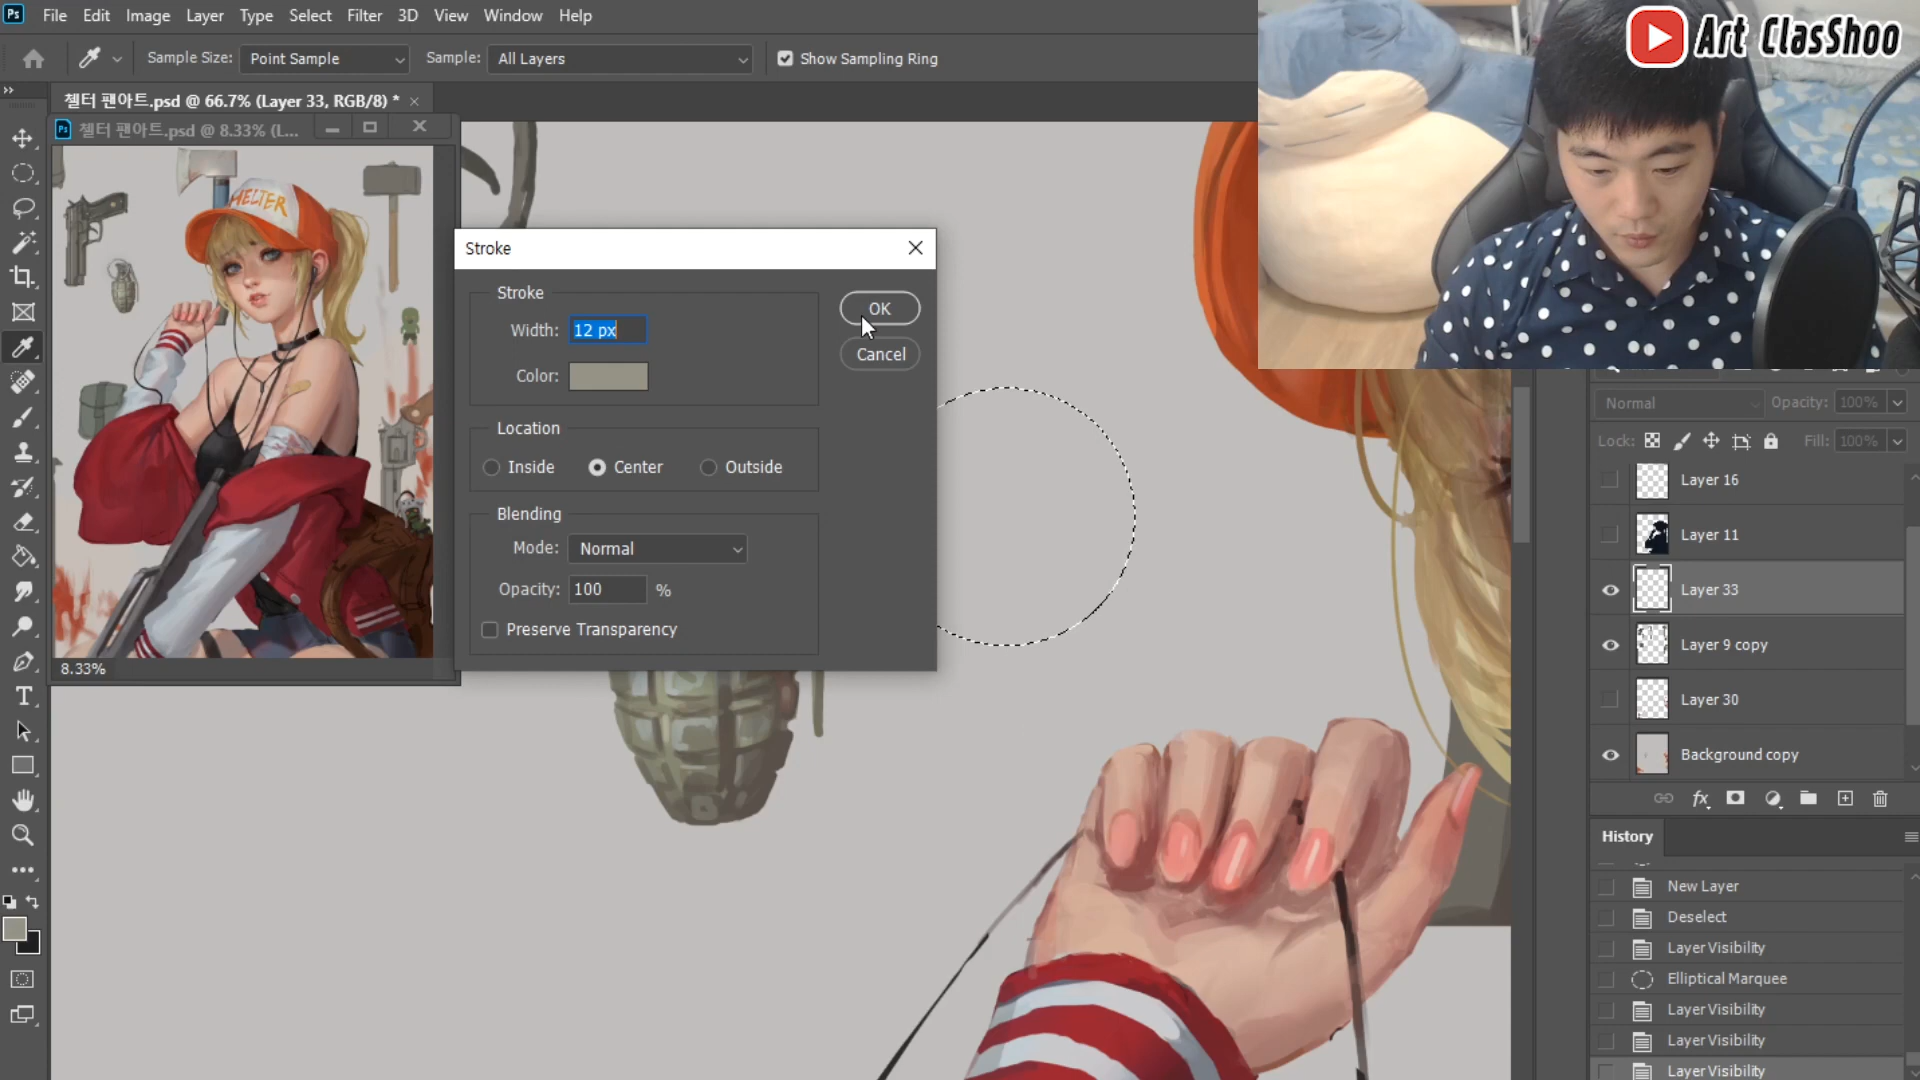 File Edit Image Layer Type Select Filter 3D View Window Help
Art ClasShoo
Sample Size: Point Sample Sample: All Layers Show Sampling Ring
첼터 팬아트.psd @ 66.7% (Layer 33, RGB/8) *
첼터 팬아트.psd @ 8.33% (L...
HELTER
8.33%
Stroke
Stroke
Width: 12 px
Color:
OK
Cancel
Location
Inside Center Outside
Blending
Mode: Normal
Opacity: 100 %
Preserve Transparency
Normal Opacity: 100%
Lock: Fill: 100%
Layer 16
Layer 11
Layer 33
Layer 9 copy
Layer 30
Background copy
fx
History
New Layer
Deselect
Layer Visibility
Elliptical Marquee
Layer Visibility
Layer Visibility
Layer Visibility